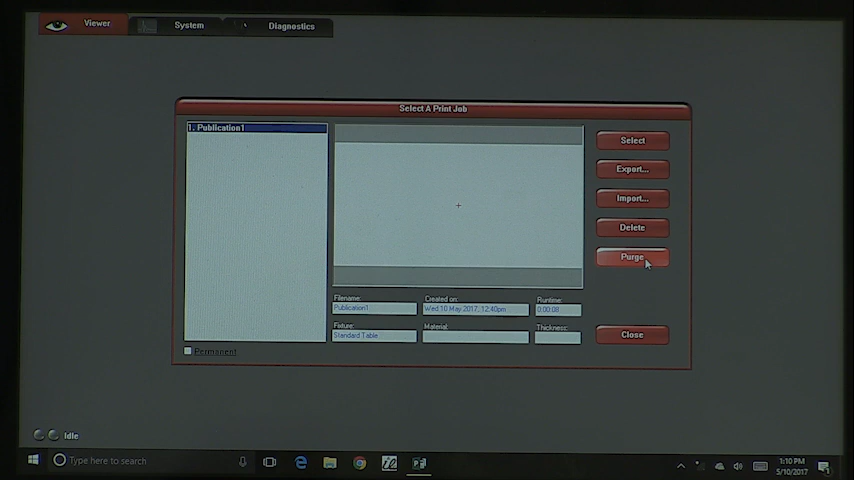 Viewer
System
Diagnostics
Select A Print Job
1. Publication1
Select
Export...
Import...
Delete
Purge
Filename:
Created on:
Runtime:
Publication1
Wed 10 May 2017, 12:40pm
0:00:08
Fixture:
Material:
Thickness:
Standard Table
Close
Permanent
Idle
Type here to search
1:10 PM
5/10/2017